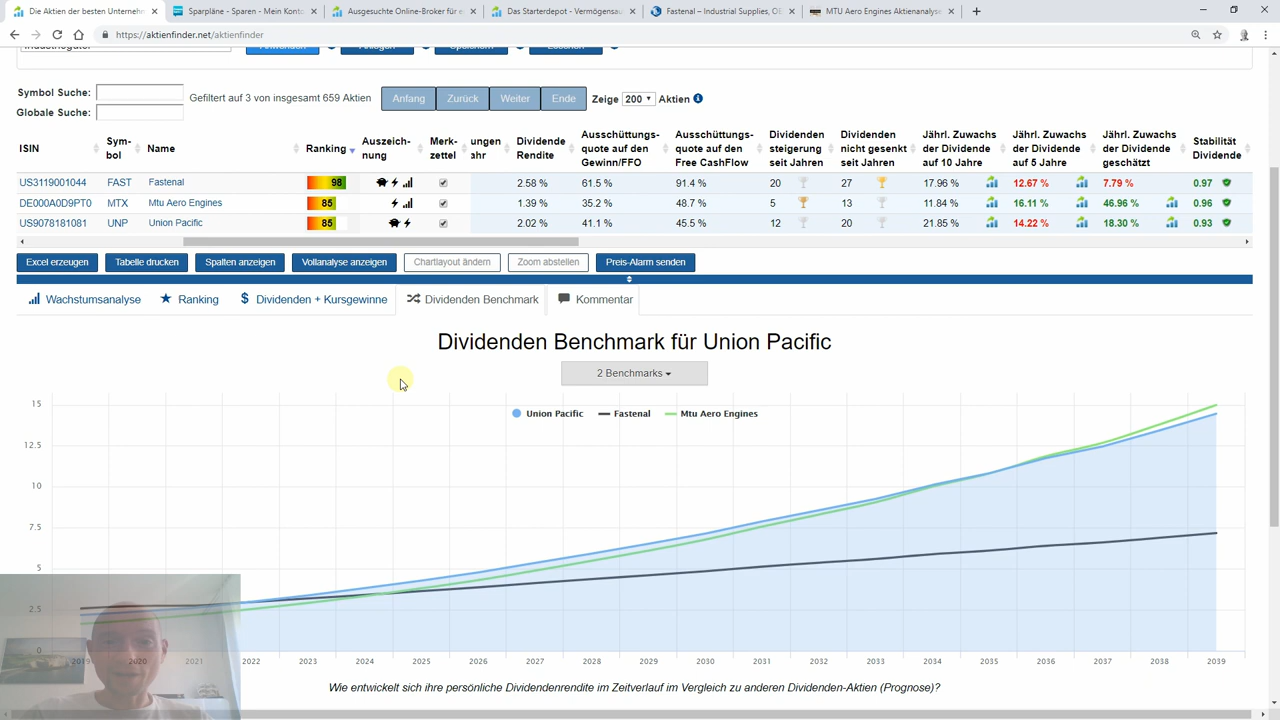 Die Aktien der besten Unternehm
Sparpläne - Sparen - Mein Konto
Ausgesuchte Online-Broker für e
Das Starterdepot - Vermögensau
Fastenal – Industrial Supplies, OE
MTU Aero Engines Aktienanalyse
https://aktienfinder.net/aktienfinder
Symbol Suche:
Gefiltert auf 3 von insgesamt 659 Aktien
Anfang Zurück Weiter Ende
Zeige 200 Aktien
Globale Suche:
ISIN
Sym-
bol
Name
Ranking
Auszeich-
nung
Merk-
zettel
ungen
ahr
Dividende
Rendite
Ausschüttungs-
quote auf den
Gewinn/FFO
Ausschüttungs-
quote auf den
Free CashFlow
Dividenden
steigerung
seit Jahren
Dividenden
nicht gesenkt
seit Jahren
Jährl. Zuwachs
der Dividende
auf 10 Jahre
Jährl. Zuwachs
der Dividende
auf 5 Jahre
Jährl. Zuwachs
der Dividende
geschätzt
Stabilität
Dividende
US3119001044 FAST Fastenal 98 2.58 % 61.5 % 91.4 % 20 27 17.96 % 12.67 % 7.79 % 0.97
DE000A0D9PT0 MTX Mtu Aero Engines 85 1.39 % 35.2 % 48.7 % 5 13 11.84 % 16.11 % 46.96 % 0.96
US9078181081 UNP Union Pacific 85 2.02 % 41.1 % 45.5 % 12 20 21.85 % 14.22 % 18.30 % 0.93
Excel erzeugen Tabelle drucken Spalten anzeigen Vollanalyse anzeigen Chartlayout ändern Zoom abstellen Preis-Alarm senden
Wachstumsanalyse Ranking $ Dividenden + Kursgewinne Dividenden Benchmark Kommentar
Dividenden Benchmark für Union Pacific
2 Benchmarks
Union Pacific Fastenal Mtu Aero Engines
15
12.5
10
7.5
5
2.5
0
2019 2020 2021 2022 2023 2024 2025 2026 2027 2028 2029 2030 2031 2032 2033 2034 2035 2036 2037 2038 2039
Wie entwickelt sich ihre persönliche Dividendenrendite im Zeitverlauf im Vergleich zu anderen Dividenden-Aktien (Prognose)?